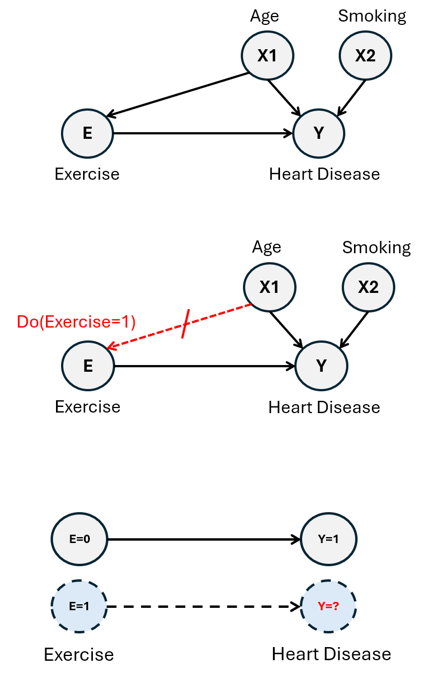 Age Smoking
X1 X2
E Y
Exercise Heart Disease
Age Smoking
X1 X2
Do(Exercise=1)
E Y
Exercise Heart Disease
E=0 Y=1
E=1 Y=?
Exercise Heart Disease